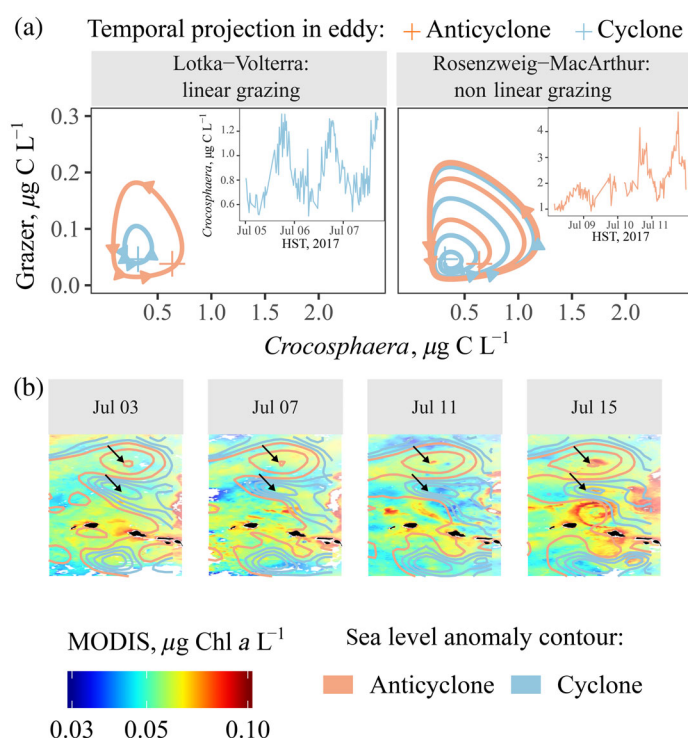 (a) Temporal projection in eddy: Anticyclone Cyclone
Lotka−Volterra:
linear grazing
Rosenzweig−MacArthur:
non linear grazing
Grazer, µg C L⁻¹
0.3
0.2
0.1
0.0
Crocosphaera, µg C L⁻¹
1.2
1.0
0.8
0.6
Jul 05 Jul 06 Jul 07
HST, 2017
4
3
2
1
Jul 09 Jul 10 Jul 11
HST, 2017
0.5 1.0 1.5 2.0
0.5 1.0 1.5 2.0
Crocosphaera, µg C L⁻¹
(b)
Jul 03 Jul 07 Jul 11 Jul 15
MODIS, µg Chl a L⁻¹
0.03 0.05 0.10
Sea level anomaly contour:
Anticyclone Cyclone